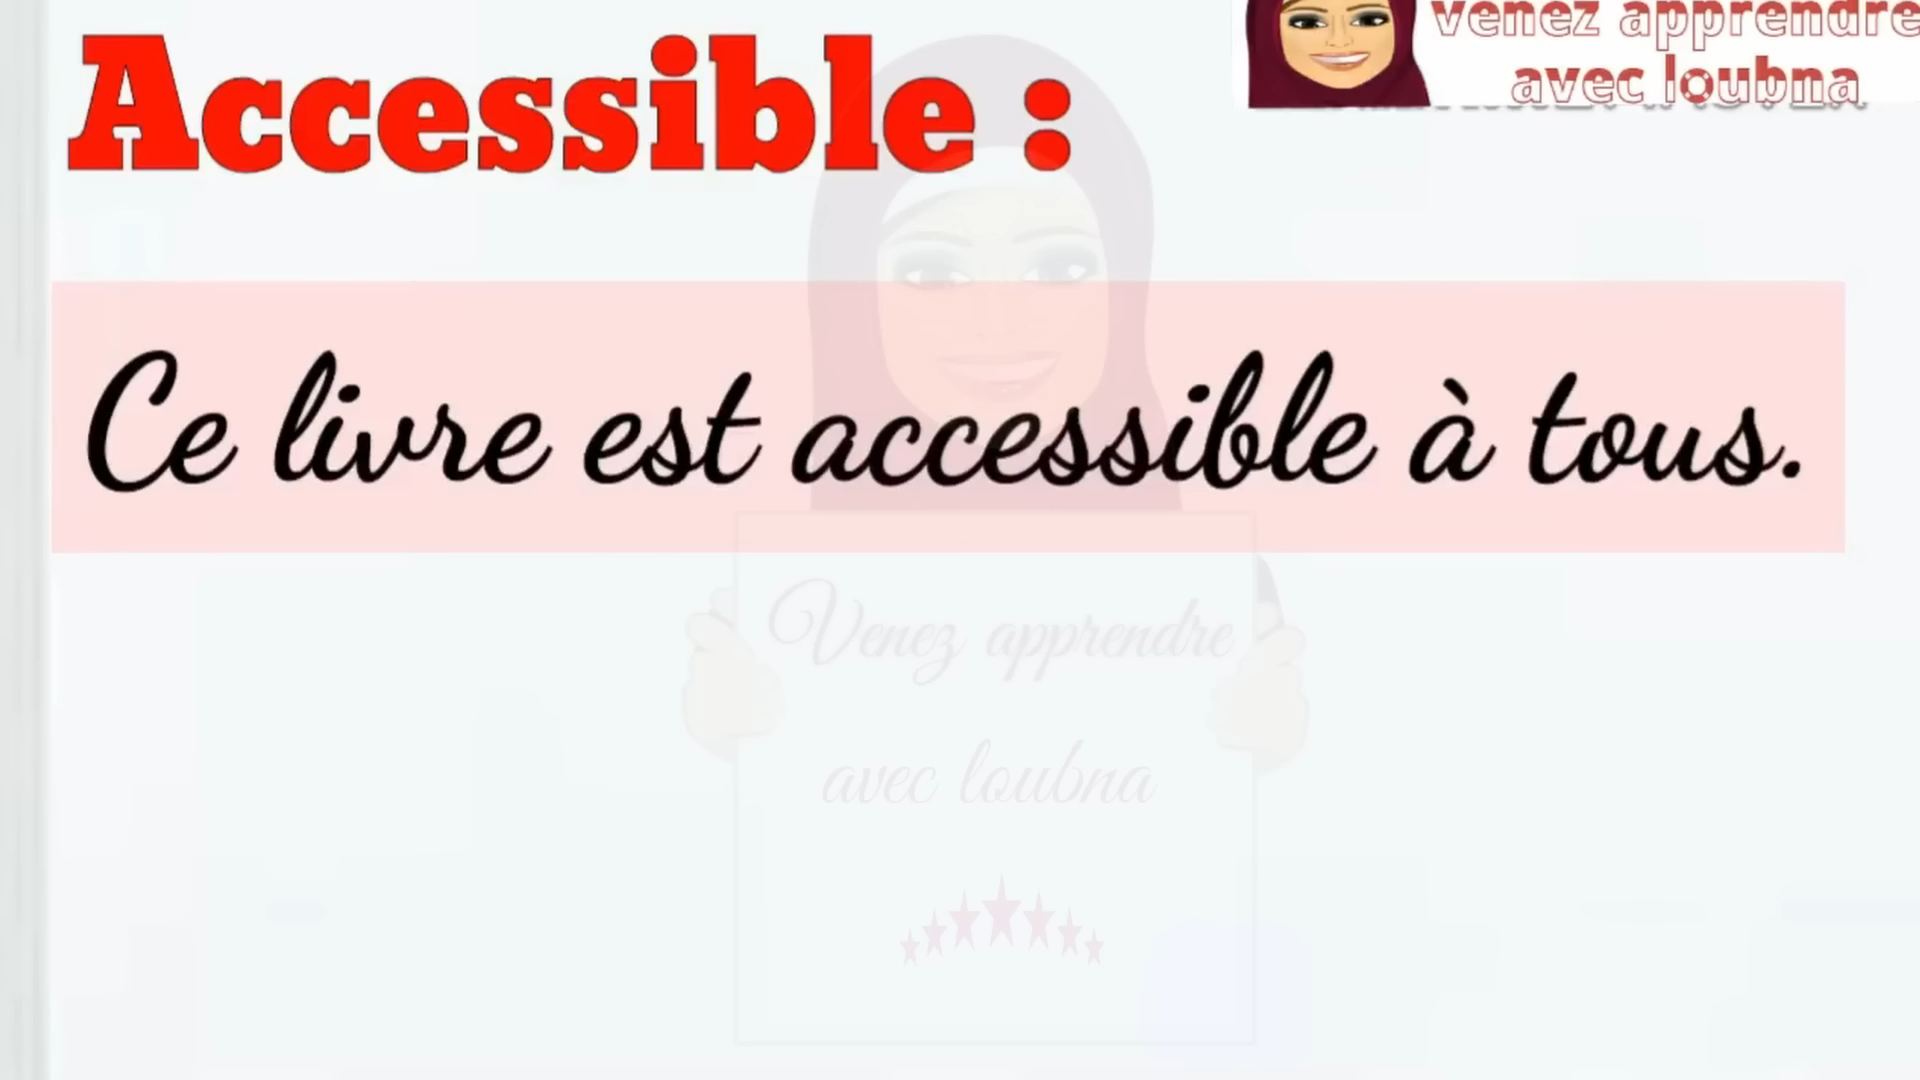 Accessible :
venez apprendre
avec loubna
Ce livre est accessible à tous.
Venez apprendre
avec loubna